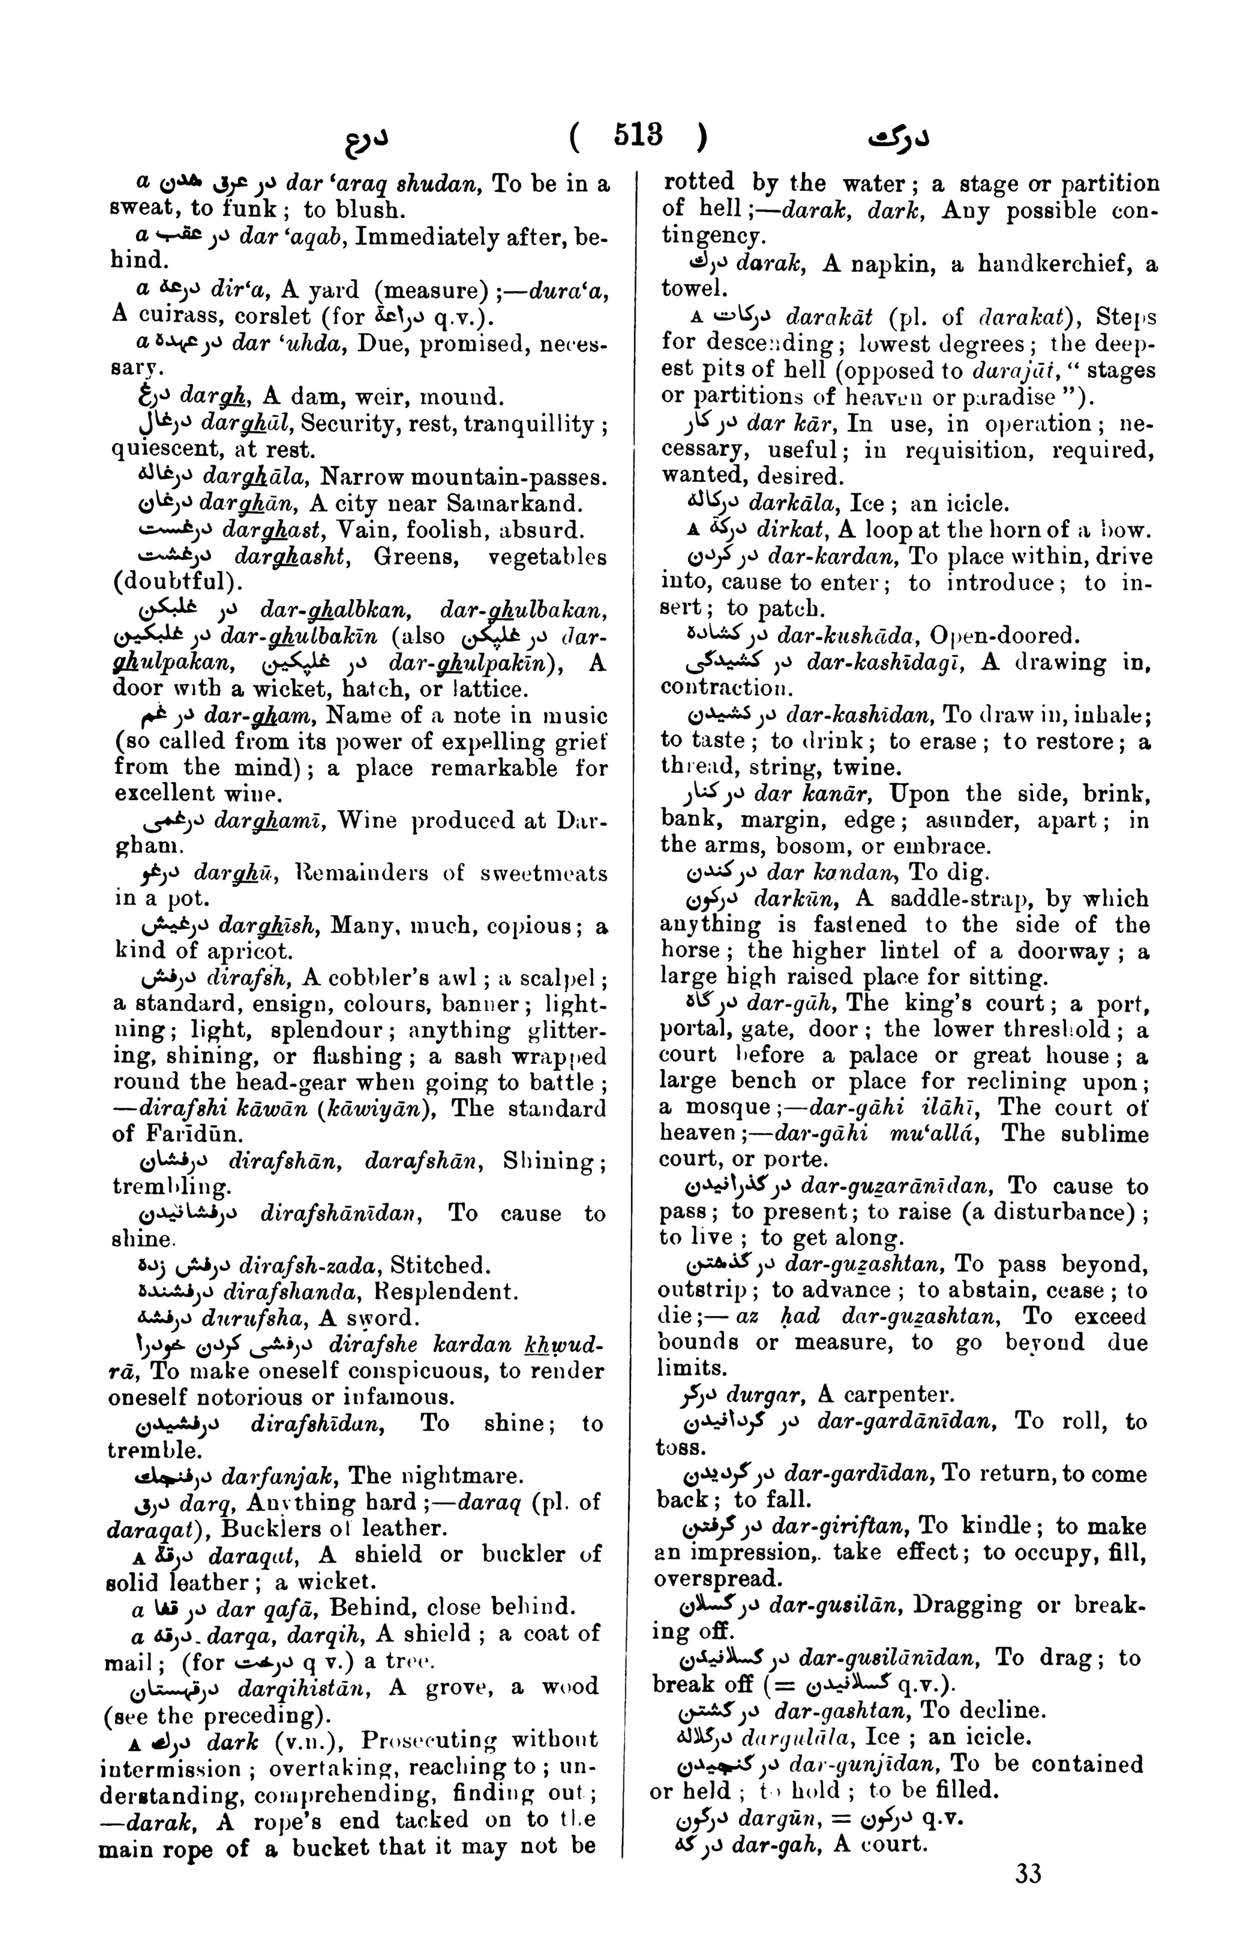 درع ( 513 ) درک
a در عرق شدن dar ‘araq shudan, To be in a
sweat, to funk ; to blush.
a در عقب dar ‘aqab, Immediately after, be-
hind.
a درعة dir‘a, A yard (measure) ;—dura‘a,
A cuirass, corslet (for دراعة q.v.).
a در عهده dar ‘uhda, Due, promised, neces-
sary.
درغ dargh, A dam, weir, mound.
درغال darghāl, Security, rest, tranquillity ;
quiescent, at rest.
درغاله darghāla, Narrow mountain-passes.
درغان darghān, A city near Samarkand.
درغست darghast, Vain, foolish, absurd.
درغشت darghasht, Greens, vegetables
(doubtful).
در غلبکن dar-ghalbkan, dar-ghulbakan,
در غلبکین dar-ghulbakīn (also در غلپکن dar-
ghulpakan, در غلپکین dar-ghulpakīn), A
door with a wicket, hatch, or lattice.
در غم dar-gham, Name of a note in music
(so called from its power of expelling grief
from the mind) ; a place remarkable for
excellent wine.
درغمی darghamī, Wine produced at Dar-
gham.
درغو darghū, Remainders of sweetmeats
in a pot.
درغیش darghīsh, Many, much, copious ; a
kind of apricot.
درفش dirafsh, A cobbler's awl ; a scalpel ;
a standard, ensign, colours, banner ; light-
ning ; light, splendour ; anything glitter-
ing, shining, or flashing ; a sash wrapped
round the head-gear when going to battle ;
—dirafshi kāwān (kāwiyān), The standard
of Farīdūn.
درفشان dirafshān, darafshān, Shining ;
trembling.
درفشانیدن dirafshānīdan, To cause to
shine.
درفش زده dirafsh-zada, Stitched.
درفشنده dirafshanda, Resplendent.
درفشه durufsha, A sword.
درفشی کردن خودرا dirafshe kardan khwud-
rā, To make oneself conspicuous, to render
oneself notorious or infamous.
درفشیدن dirafshīdan, To shine ; to
tremble.
درفنجك darfanjak, The nightmare.
درق darq, Anything hard ;—daraq (pl. of
daraqat), Bucklers of leather.
A درقة daraqat, A shield or buckler of
solid leather ; a wicket.
a در قفا dar qafā, Behind, close behind.
a درقه darqa, darqih, A shield ; a coat of
mail ; (for درخت q v.) a tree.
درقهستان darqihistān, A grove, a wood
(see the preceding).
A درك dark (v.n.), Prosecuting without
intermission ; overtaking, reaching to ; un-
derstanding, comprehending, finding out ;
—darak, A rope's end tacked on to the
main rope of a bucket that it may not be
rotted by the water ; a stage or partition
of hell ;—darak, dark, Any possible con-
tingency.
درك darak, A napkin, a handkerchief, a
towel.
A درکات darakāt (pl. of darakat), Steps
for descending ; lowest degrees ; the deep-
est pits of hell (opposed to darajāt, “ stages
or partitions of heaven or paradise ”).
در کار dar kār, In use, in operation ; ne-
cessary, useful ; in requisition, required,
wanted, desired.
درکاله darkāla, Ice ; an icicle.
A درکة dirkat, A loop at the horn of a bow.
در کردن dar-kardan, To place within, drive
into, cause to enter ; to introduce ; to in-
sert ; to patch.
در کشاده dar-kushāda, Open-doored.
در کشیدگی dar-kashīdagī, A drawing in,
contraction.
در کشیدن dar-kashīdan, To draw in, inhale ;
to taste ; to drink ; to erase ; to restore ; a
thread, string, twine.
در کنار dar kanār, Upon the side, brink,
bank, margin, edge ; asunder, apart ; in
the arms, bosom, or embrace.
در کندن dar kandan, To dig.
درکون darkūn, A saddle-strap, by which
anything is fastened to the side of the
horse ; the higher lintel of a doorway ; a
large high raised place for sitting.
در گاه dar-gāh, The king's court ; a port,
portal, gate, door ; the lower threshold ; a
court before a palace or great house ; a
large bench or place for reclining upon ;
a mosque ;—dar-gāhi ilāhī, The court of
heaven ;—dar-gāhi mu‘allá, The sublime
court, or porte.
در گذرانیدن dar-guẕarānīdan, To cause to
pass ; to present ; to raise (a disturbance) ;
to live ; to get along.
در گذشتن dar-guẕashtan, To pass beyond,
outstrip ; to advance ; to abstain, cease ; to
die ;— az ḥad dar-guẕashtan, To exceed
bounds or measure, to go beyond due
limits.
درگر durgar, A carpenter.
در گردانیدن dar-gardānīdan, To roll, to
toss.
در گردیدن dar-gardīdan, To return, to come
back ; to fall.
در گرفتن dar-giriftan, To kindle ; to make
an impression, take effect ; to occupy, fill,
overspread.
در گسلان dar-gusilān, Dragging or break-
ing off.
در گسلانیدن dar-gusilānīdan, To drag ; to
break off (= گسلانیدن q.v.).
در گشتن dar-gashtan, To decline.
درگلاله dargulāla, Ice ; an icicle.
در گنجیدن dar-gunjīdan, To be contained
or held ; to hold ; to be filled.
درگون dargūn, = درکون q.v.
در گه dar-gah, A court.
33